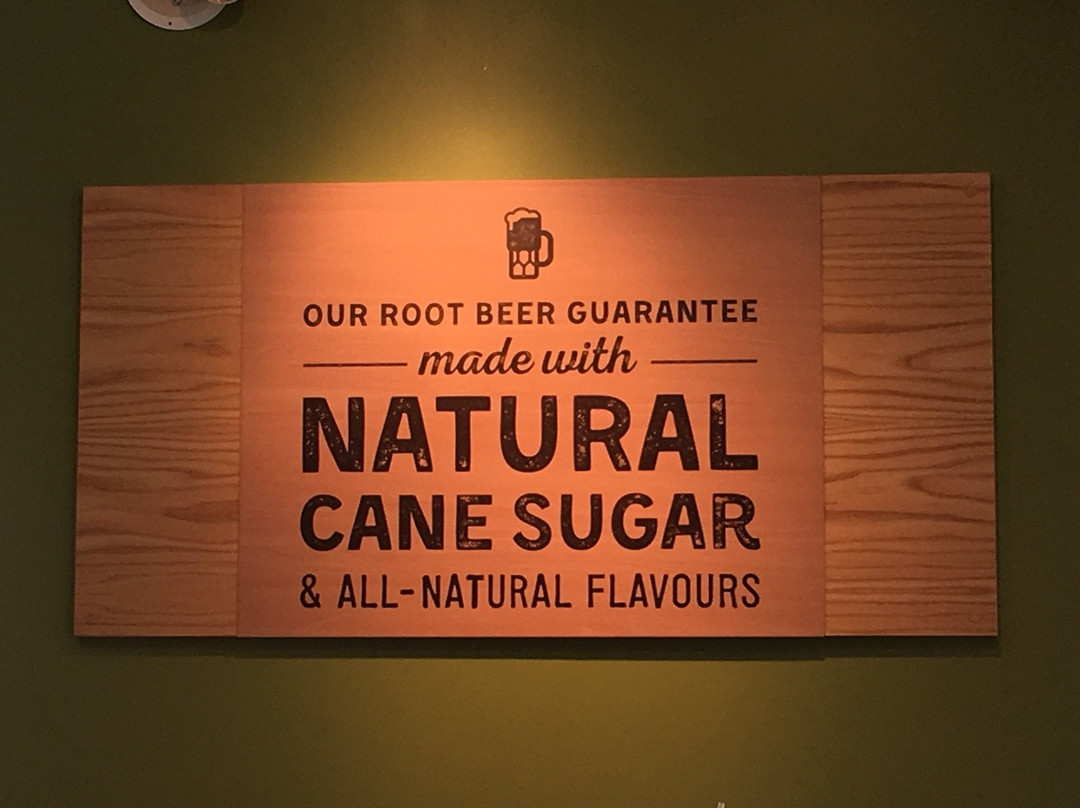 OUR ROOT BEER GUARANTEE
made with
NATURAL
CANE SUGAR
& ALL-NATURAL FLAVOURS